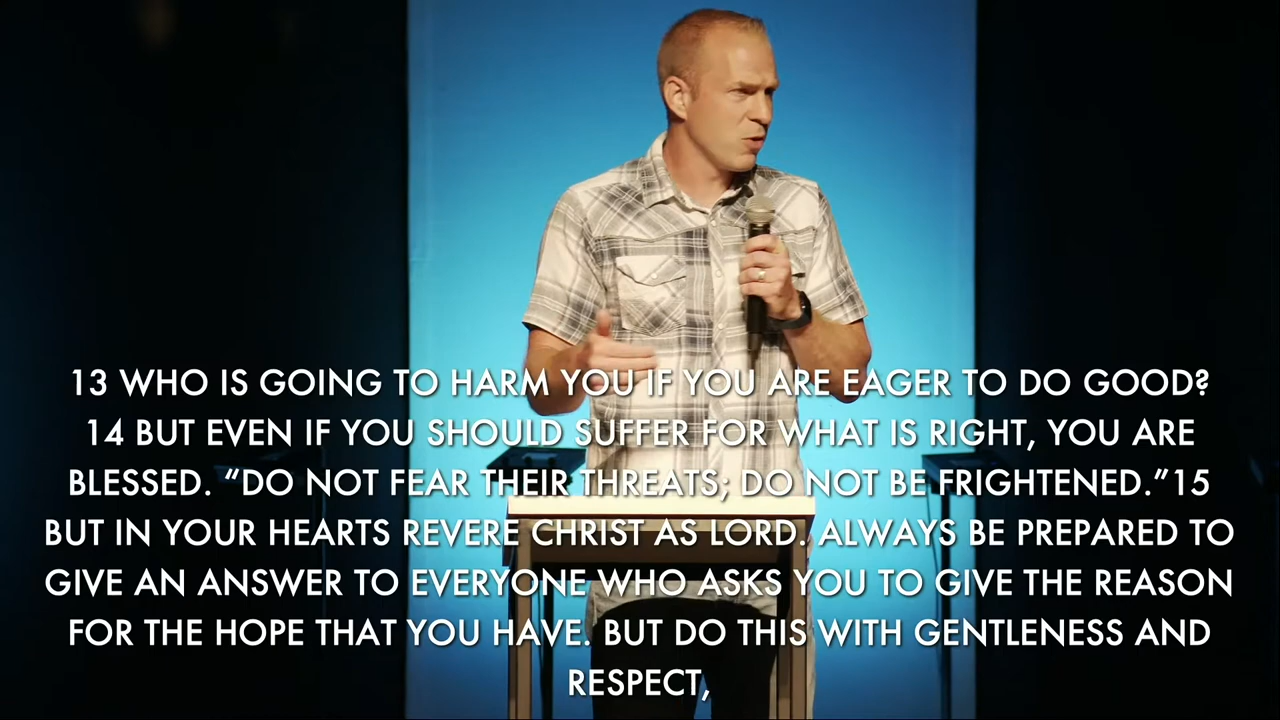 13 WHO IS GOING TO HARM YOU IF YOU ARE EAGER TO DO GOOD?
14 BUT EVEN IF YOU SHOULD SUFFER FOR WHAT IS RIGHT, YOU ARE
BLESSED. “DO NOT FEAR THEIR THREATS; DO NOT BE FRIGHTENED.”15
BUT IN YOUR HEARTS REVERE CHRIST AS LORD. ALWAYS BE PREPARED TO
GIVE AN ANSWER TO EVERYONE WHO ASKS YOU TO GIVE THE REASON
FOR THE HOPE THAT YOU HAVE. BUT DO THIS WITH GENTLENESS AND
RESPECT,